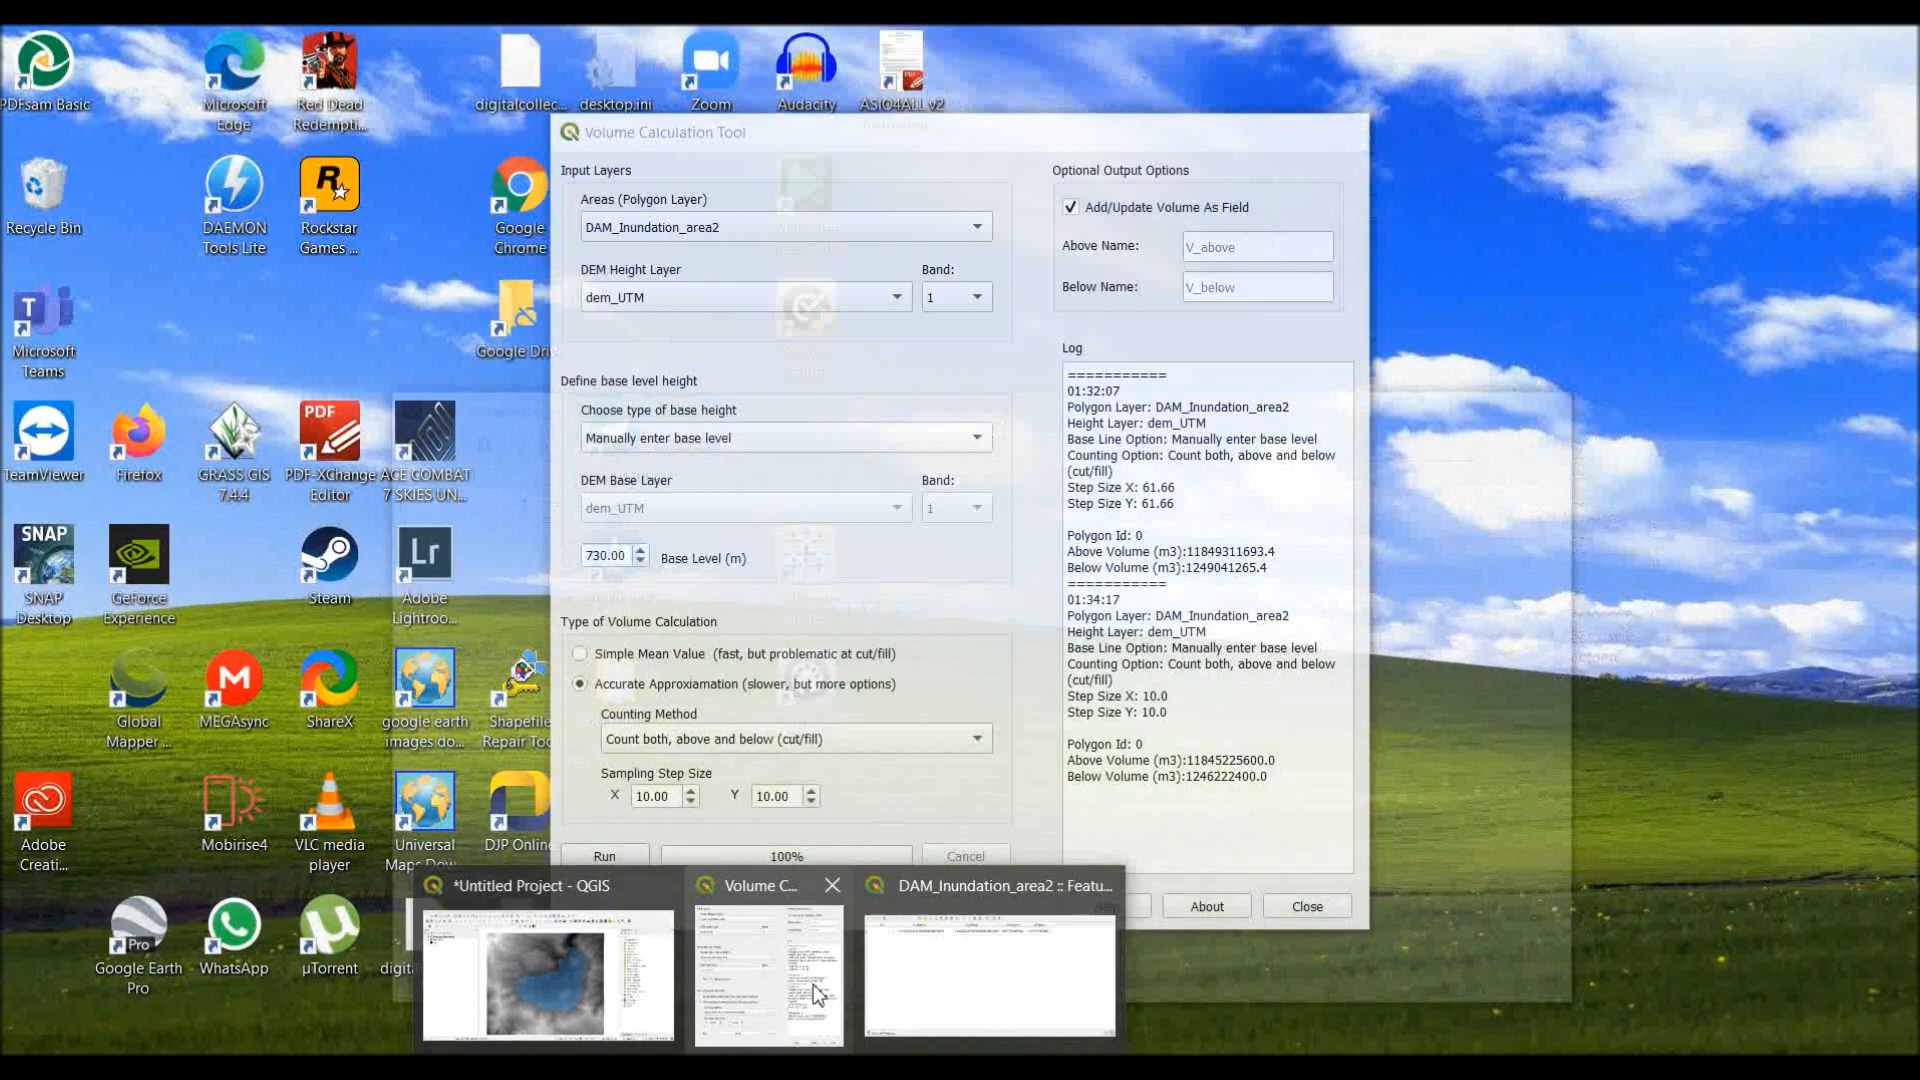 PDFsam Basic
Microsoft
Edge
Red Dead
Redempti...
digitalcollec...
desktop.ini
Zoom
Audacity
ASIO4ALL v2
Recycle Bin
DAEMON
Tools Lite
Rockstar
Games ...
Google
Chrome
Microsoft
Teams
Google Driv
TeamViewer
Firefox
GRASS GIS
7.4.4
PDF
PDF-XChange
Editor
ACE COMBAT
7 SKIES UN...
SNAP
SNAP
Desktop
GeForce
Experience
Steam
Lr
Adobe
Lightroo...
Global
Mapper ...
MEGAsync
ShareX
google earth
images do...
Shapefile
Repair Too
Adobe
Creati...
Mobirise4
VLC media
player
Universal
Maps Dow
DJP Online
Pro
Google Earth
Pro
WhatsApp
µTorrent
digita
Volume Calculation Tool
Input Layers
Areas (Polygon Layer)
DAM_Inundation_area2
DEM Height Layer
Band:
dem_UTM
1
Define base level height
Choose type of base height
Manually enter base level
DEM Base Layer
Band:
dem_UTM
1
730.00
Base Level (m)
Type of Volume Calculation
Simple Mean Value (fast, but problematic at cut/fill)
Accurate Approxiamation (slower, but more options)
Counting Method
Count both, above and below (cut/fill)
Sampling Step Size
X 10.00 Y 10.00
Run
100%
Cancel
Optional Output Options
Add/Update Volume As Field
Above Name:
V_above
Below Name:
V_below
Log
===========
01:32:07
Polygon Layer: DAM_Inundation_area2
Height Layer: dem_UTM
Base Line Option: Manually enter base level
Counting Option: Count both, above and below
(cut/fill)
Step Size X: 61.66
Step Size Y: 61.66
Polygon Id: 0
Above Volume (m3):11849311693.4
Below Volume (m3):1249041265.4
===========
01:34:17
Polygon Layer: DAM_Inundation_area2
Height Layer: dem_UTM
Base Line Option: Manually enter base level
Counting Option: Count both, above and below
(cut/fill)
Step Size X: 10.0
Step Size Y: 10.0
Polygon Id: 0
Above Volume (m3):11845225600.0
Below Volume (m3):1246222400.0
About
Close
*Untitled Project - QGIS
Volume C...
DAM_Inundation_area2 :: Featu...